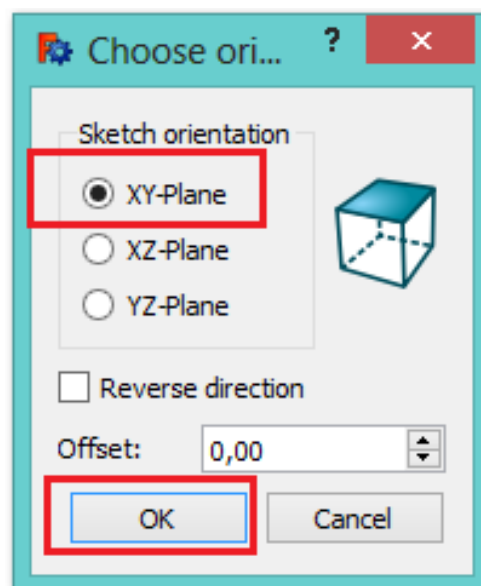 Choose ori... ?
Sketch orientation
XY-Plane
XZ-Plane
YZ-Plane
Reverse direction
Offset: 0,00
OK Cancel